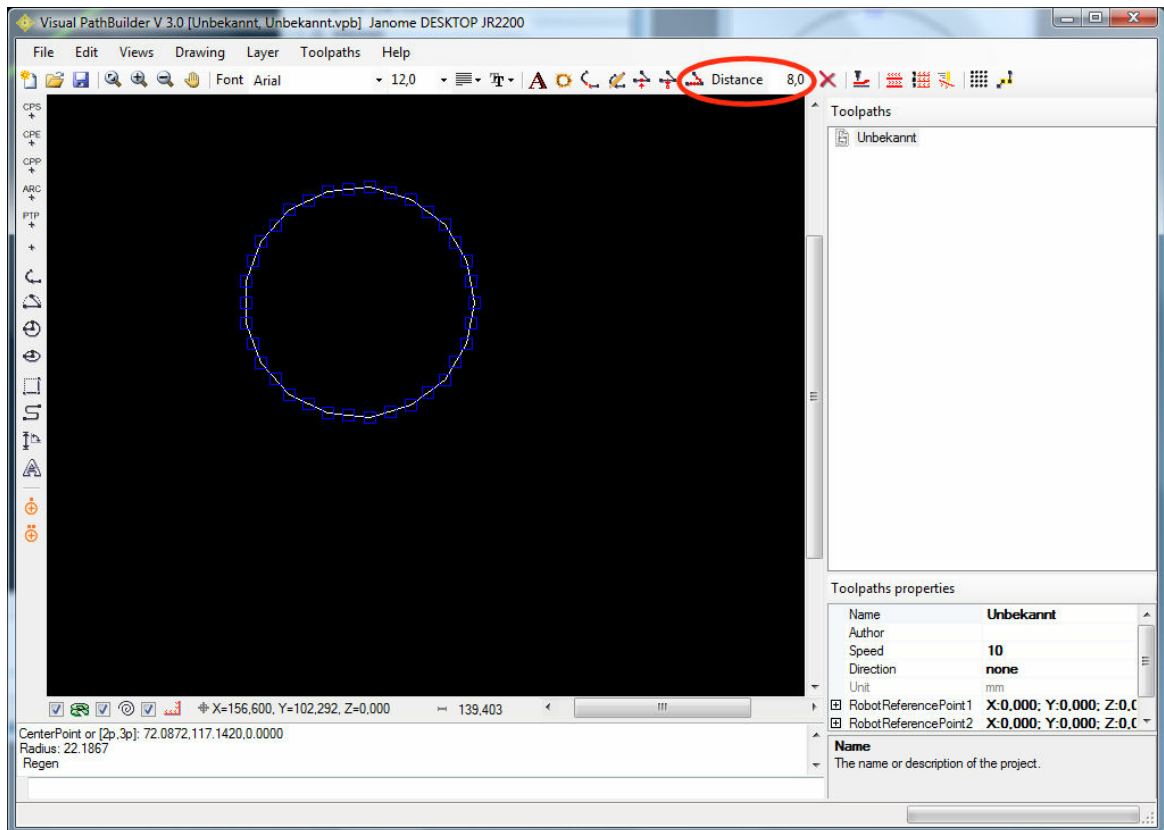 Visual PathBuilder V 3.0 [Unbekannt, Unbekannt.vpb] Janome DESKTOP JR2200
File Edit Views Drawing Layer Toolpaths Help
Font Arial 12,0 A Distance 8,0
CPS
CPE
CPP
ARC
PTP
Toolpaths
Unbekannt
Toolpaths properties
Name Unbekannt
Author
Speed 10
Direction none
Unit mm
RobotReferencePoint1 X:0,000; Y:0,000; Z:0,0
RobotReferencePoint2 X:0,000; Y:0,000; Z:0,0
X=156,600, Y=102,292, Z=0,000 139,403
CenterPoint or [2p,3p]: 72.0872,117.1420,0.0000
Radius: 22.1867
Regen
Name
The name or description of the project.